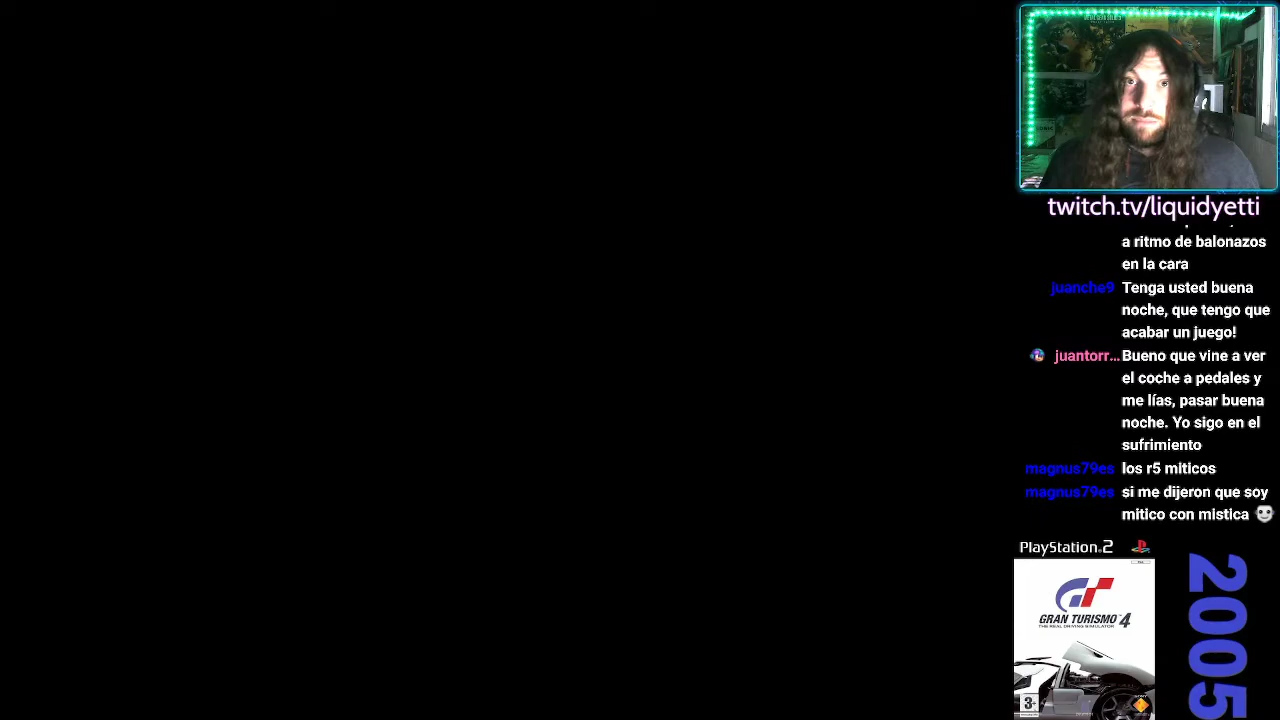 twitch.tv/liquidyetti
a ritmo de balonazos
en la cara
juanche9 Tenga usted buena
noche, que tengo que
acabar un juego!
juantorr... Bueno que vine a ver
el coche a pedales y
me lías, pasar buena
noche. Yo sigo en el
sufrimiento
magnus79es los r5 miticos
magnus79es si me dijeron que soy
mitico con mistica
PlayStation.2
GRAN TURISMO 4
THE REAL DRIVING SIMULATOR
3+
SONY
2005